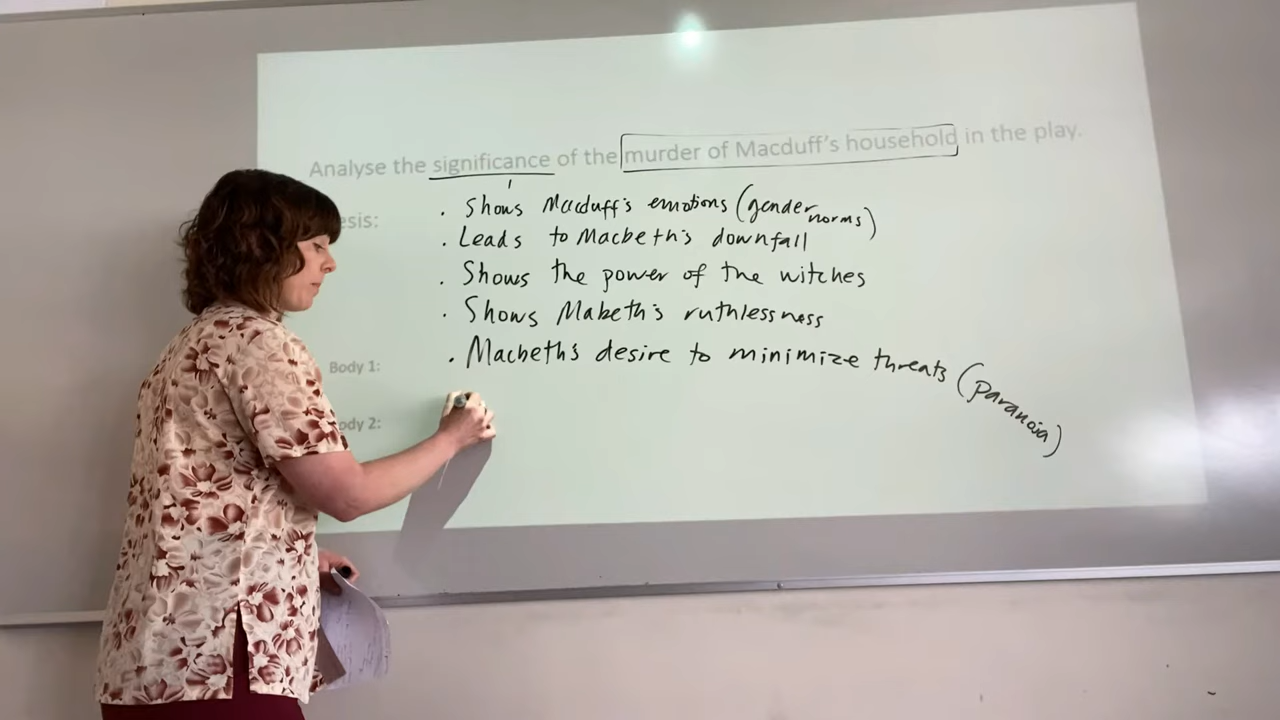 Analyse the significance of the murder of Macduff's household in the play.
esis:
. Shows Macduff's emotions (gender norms)
. Leads to Macbeth's downfall
. Shows the power of the witches
. Shows Mabeth's ruthlessness
Body 1:
. Macbeth's desire to minimize threats (paranoia)
ody 2: